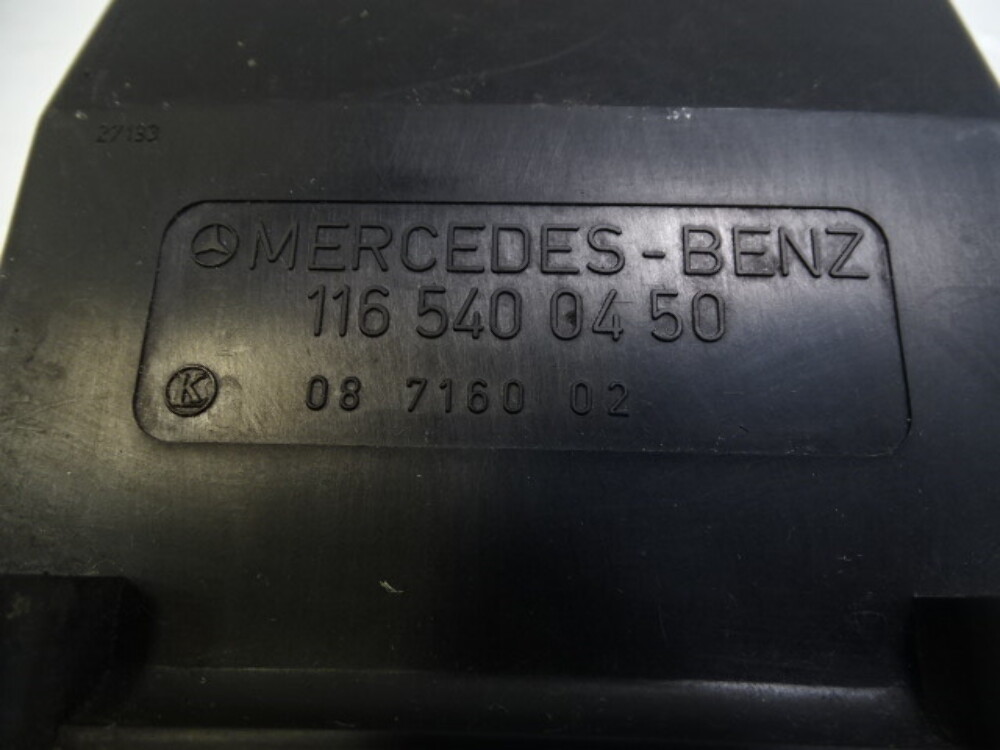 27193
MERCEDES-BENZ
116 540 04 50
K 08 7160 02